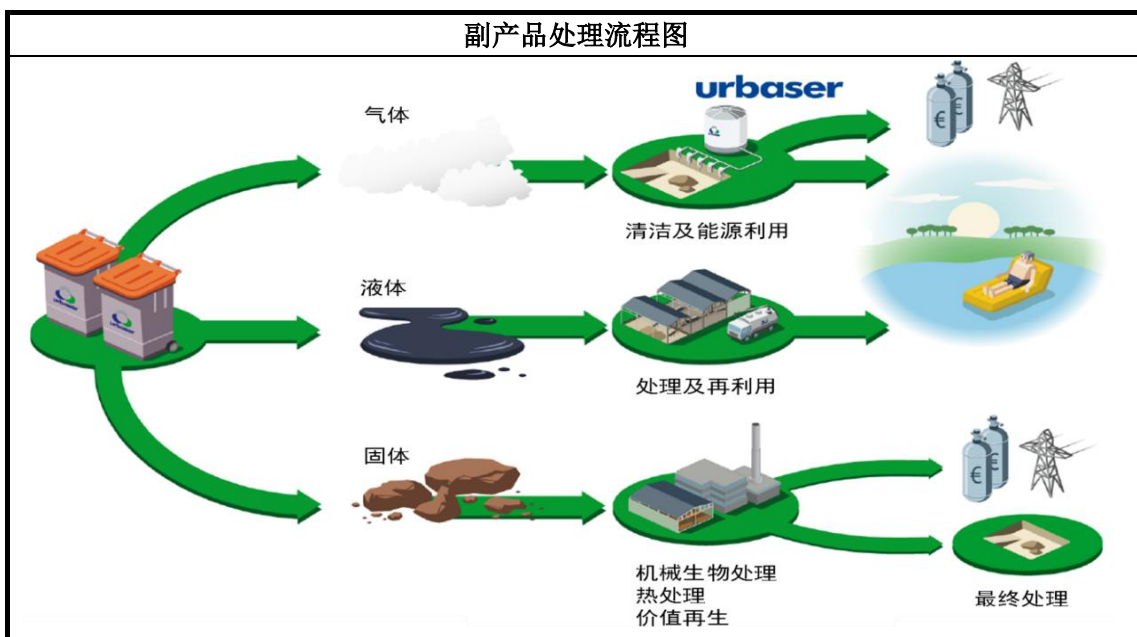 副产品处理流程图
urbaser
气体
清洁及能源利用
urbaser
urbaser
液体
处理及再利用
固体
机械生物处理
热处理
价值再生
最终处理
€
€
€
€